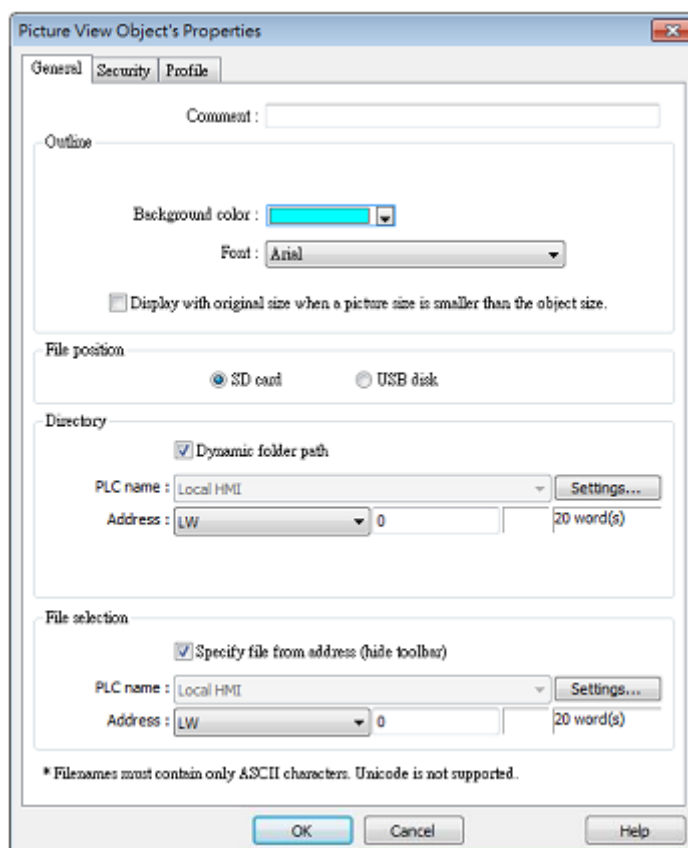 Picture View Object's Properties
General Security Profile
Comment :
Outline
Background color :
Font : Arial
Display with original size when a picture size is smaller than the object size.
File position
SD card USB disk
Directory
Dynamic folder path
PLC name : Local HMI Settings...
Address : LW 0 20 word(s)
File selection
Specify file from address (hide toolbar)
PLC name : Local HMI Settings...
Address : LW 0 20 word(s)
* Filenames must contain only ASCII characters. Unicode is not supported.
OK Cancel Help